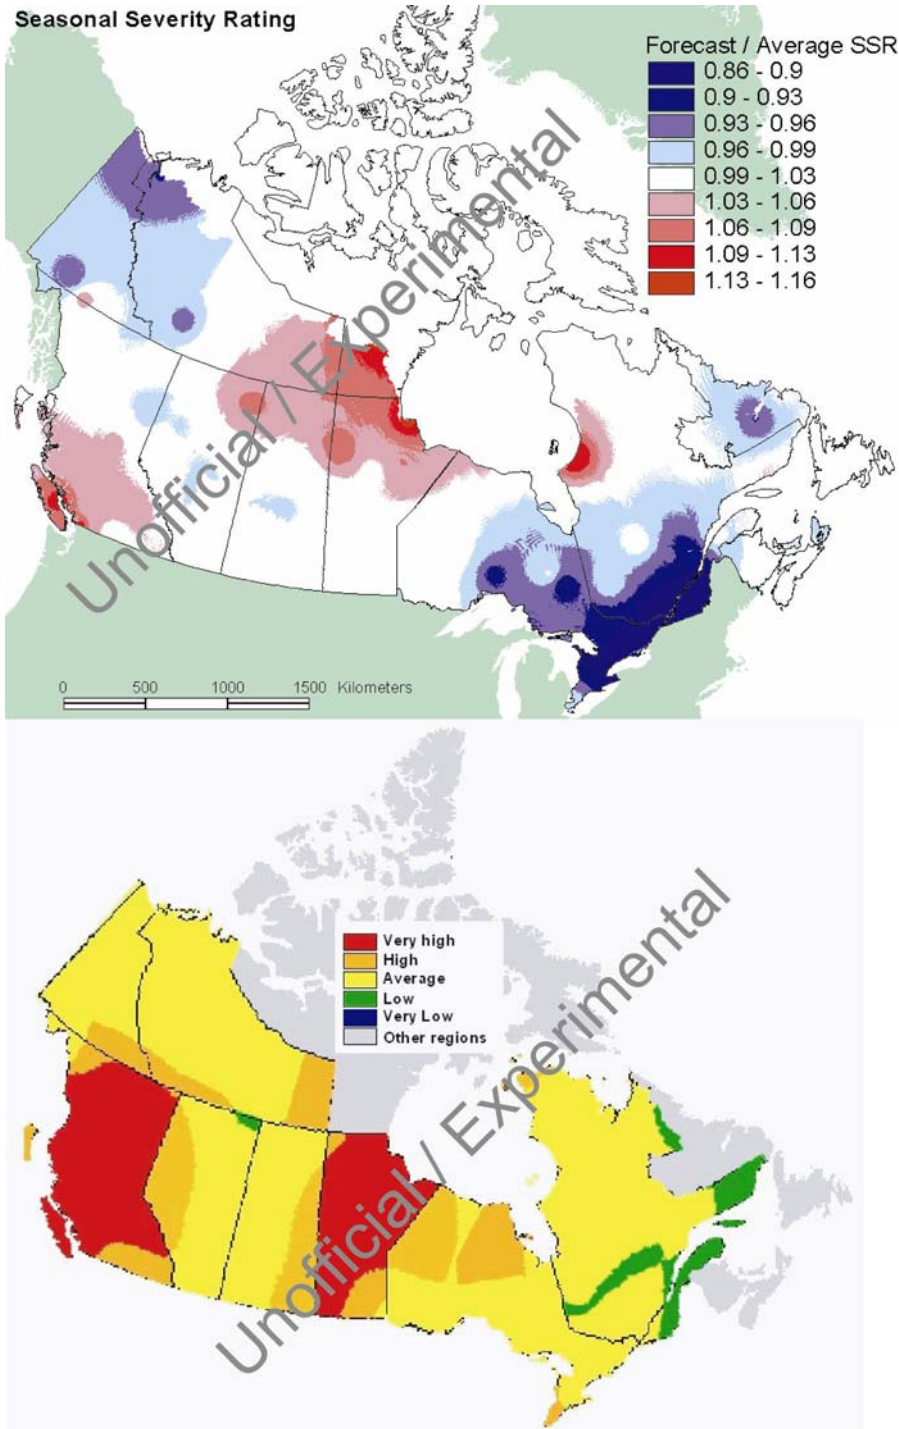 Seasonal Severity Rating
Forecast / Average SSR
0.86 - 0.9
0.9 - 0.93
0.93 - 0.96
0.96 - 0.99
0.99 - 1.03
1.03 - 1.06
1.06 - 1.09
1.09 - 1.13
1.13 - 1.16
Unofficial / Experimental
0 500 1000 1500 Kilometers
Very high
High
Average
Low
Very Low
Other regions
Unofficial / Experimental